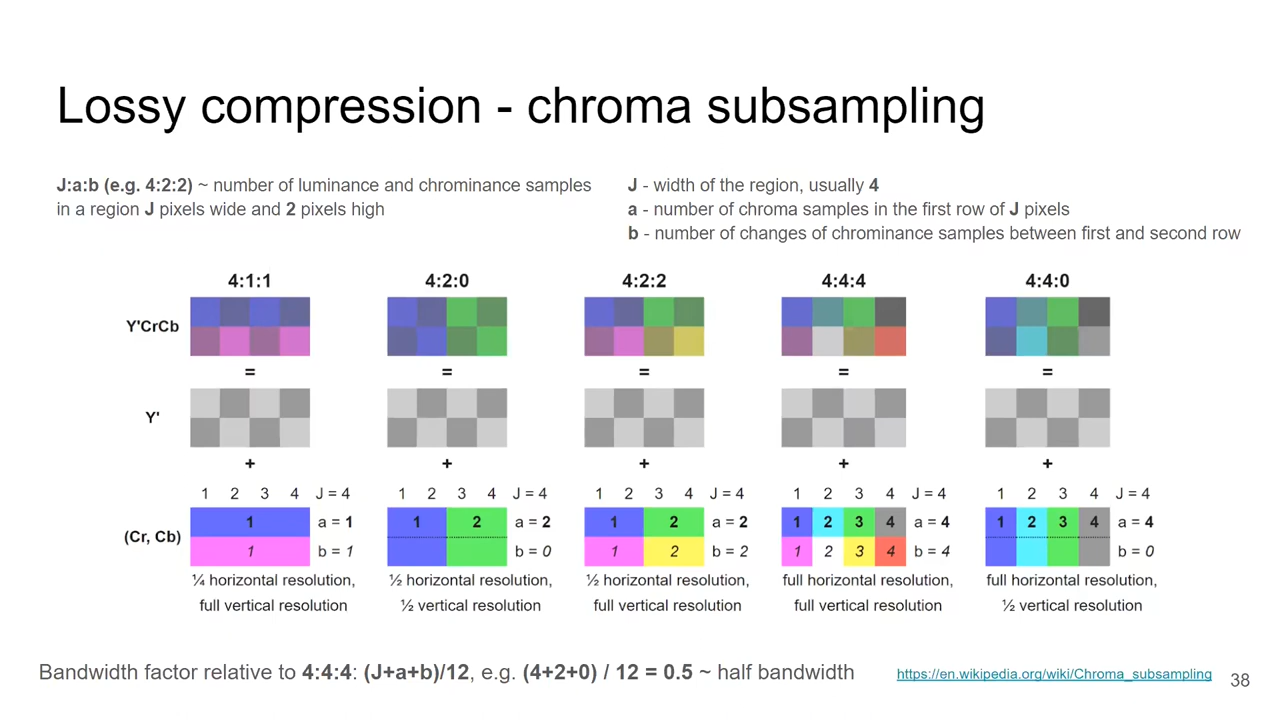 Lossy compression - chroma subsampling
J:a:b (e.g. 4:2:2) ~ number of luminance and chrominance samples
in a region J pixels wide and 2 pixels high
J - width of the region, usually 4
a - number of chroma samples in the first row of J pixels
b - number of changes of chrominance samples between first and second row
4:1:1 4:2:0 4:2:2 4:4:4 4:4:0
Y'CrCb
= = = = =
Y'
+ + + + +
1 2 3 4 J = 4 1 2 3 4 J = 4 1 2 3 4 J = 4 1 2 3 4 J = 4 1 2 3 4 J = 4
1 a = 1 1 2 a = 2 1 2 a = 2 1 2 3 4 a = 4 1 2 3 4 a = 4
(Cr, Cb)
1 b = 1 b = 0 1 2 b = 2 1 2 3 4 b = 4 b = 0
¼ horizontal resolution, ½ horizontal resolution, ½ horizontal resolution, full horizontal resolution, full horizontal resolution,
full vertical resolution ½ vertical resolution full vertical resolution full vertical resolution ½ vertical resolution
Bandwidth factor relative to 4:4:4: (J+a+b)/12, e.g. (4+2+0) / 12 = 0.5 ~ half bandwidth
https://en.wikipedia.org/wiki/Chroma_subsampling
38